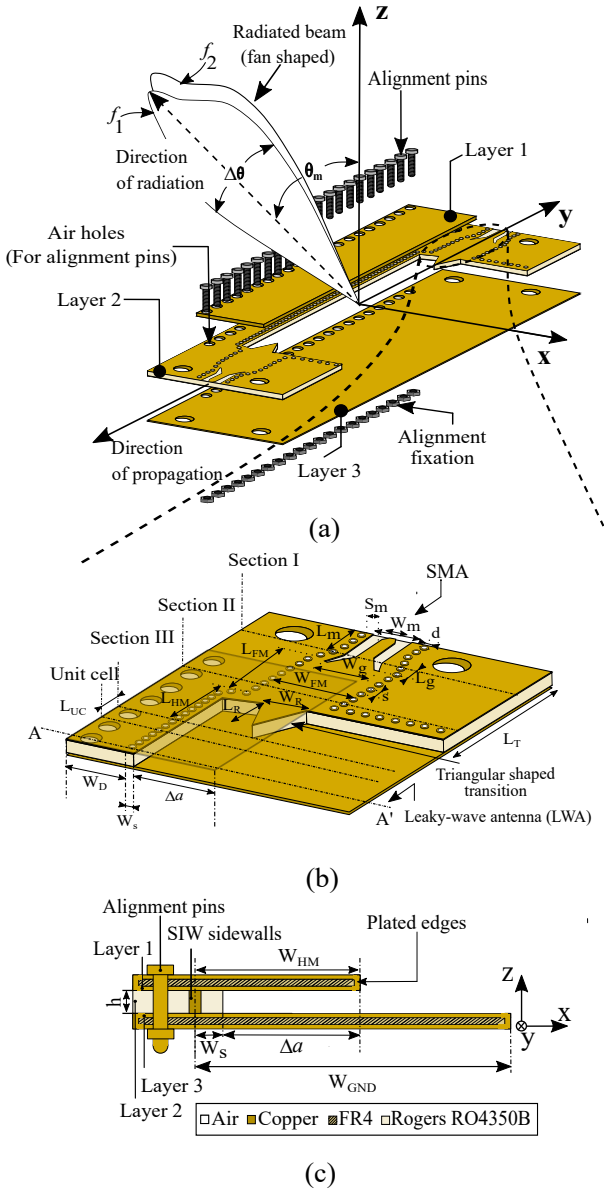 z
Radiated beam
(fan shaped)
f2
f1
Alignment pins
Direction
of radiation
Δθ
θm
Layer 1
y
Air holes
(For alignment pins)
Layer 2
x
Direction
of propagation
Layer 3
Alignment
fixation
(a)
Section I
SMA
Section II
Sm
Section III
Lm
Wm
d
Unit cell
LFM
Wg
Lg
LUC
WFM
s
LHM
LR
WR
A
LT
WD
Δa
Triangular shaped
transition
Ws
A'
Leaky-wave antenna (LWA)
(b)
Alignment pins
SIW sidewalls
Plated edges
Layer 1
WHM
h
z
x
y
Ws
Δa
Layer 3
WGND
Layer 2
Air Copper FR4 Rogers RO4350B
(c)